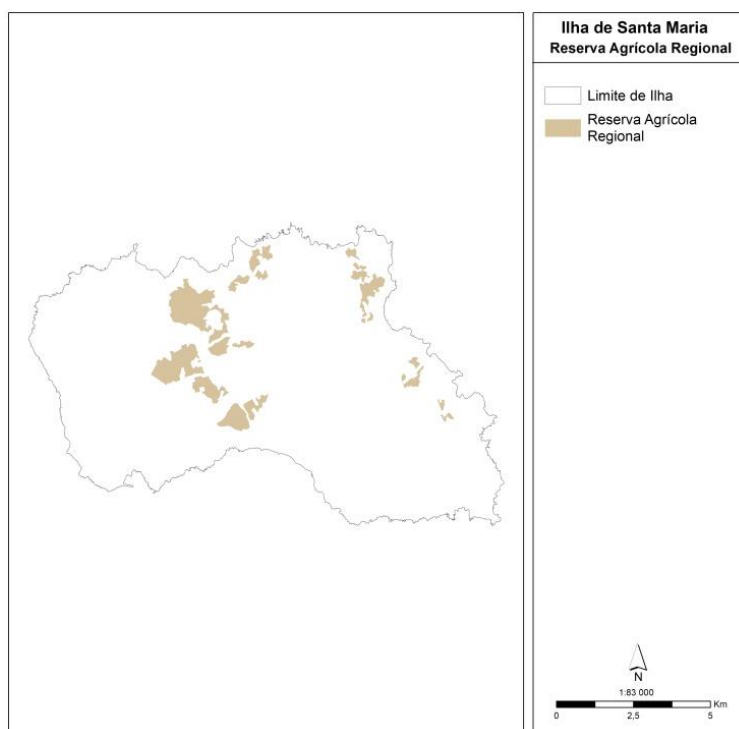 Ilha de Santa Maria
Reserva Agrícola Regional
Limite de Ilha
Reserva Agrícola
Regional
N
1:83 000
Km
0 2,5 5